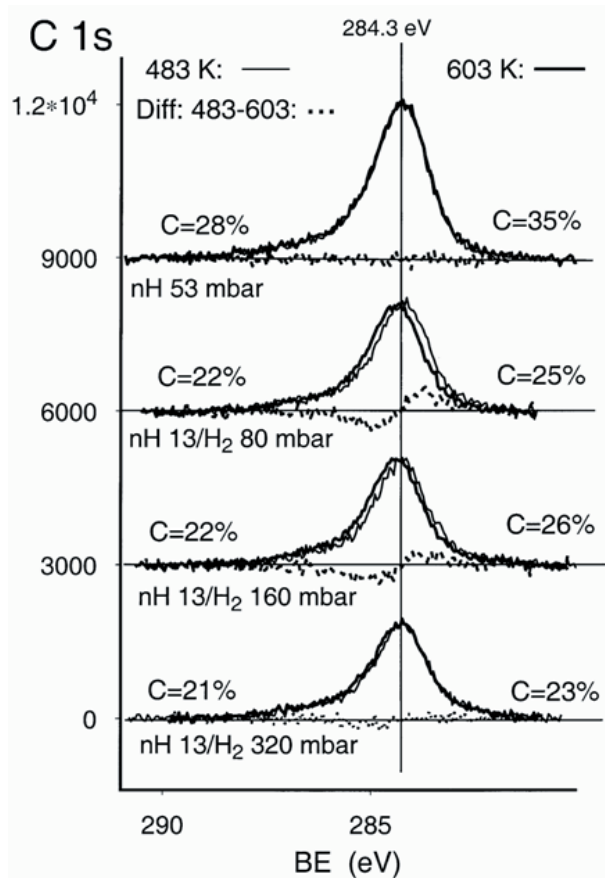 C 1s
284.3 eV
483 K:
603 K:
1.2*10⁴
Diff: 483-603:
C=28%
C=35%
9000
nH 53 mbar
C=22%
C=25%
6000
nH 13/H₂ 80 mbar
C=22%
C=26%
3000
nH 13/H₂ 160 mbar
C=21%
C=23%
0
nH 13/H₂ 320 mbar
290
285
BE (eV)